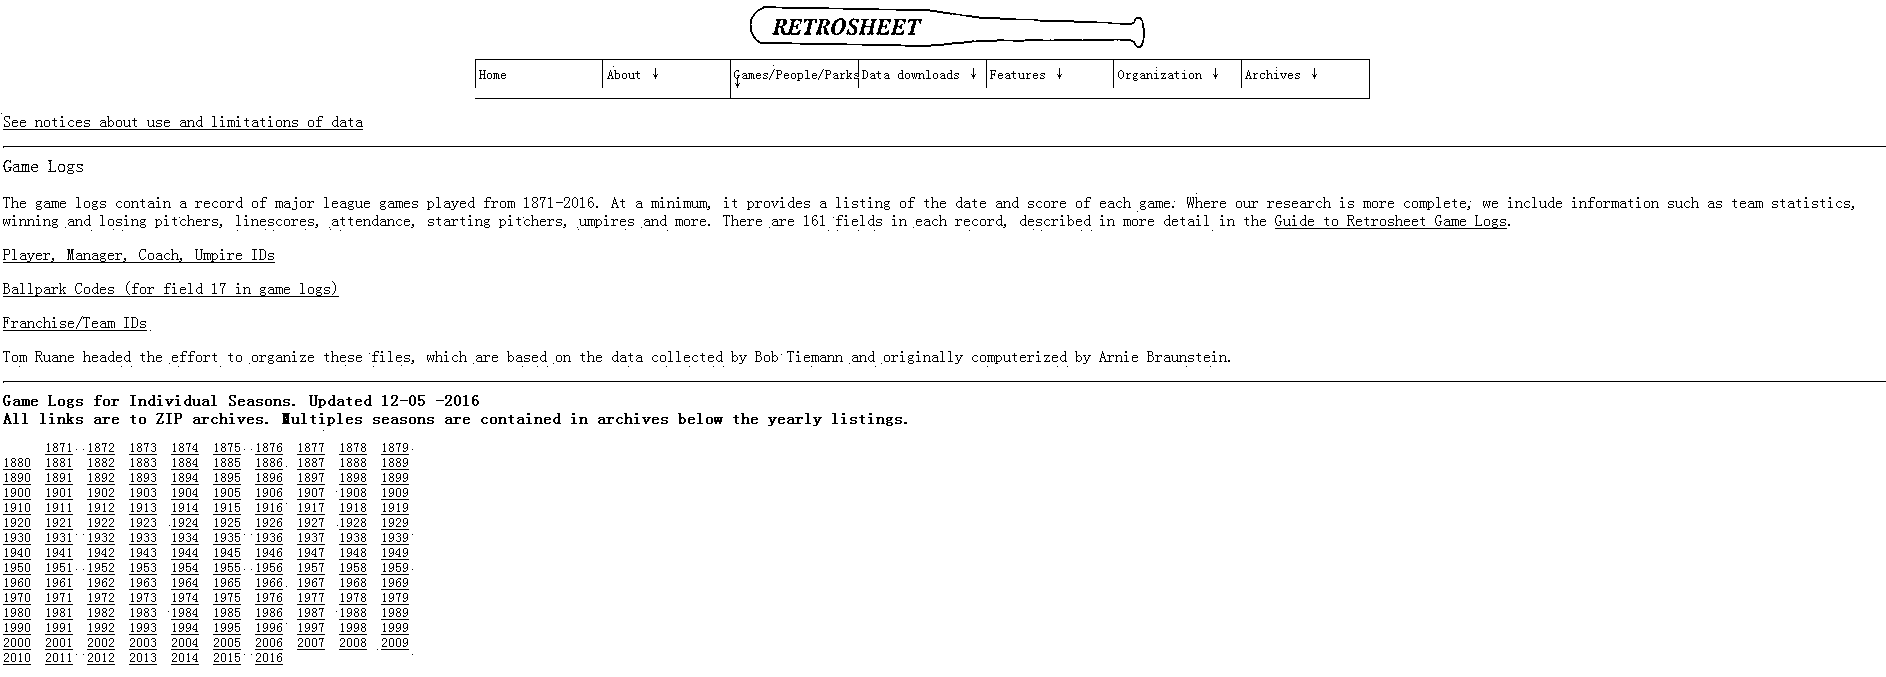 RETROSHEET
Home About ↓ Games/People/Parks ↓ Data downloads ↓ Features ↓ Organization ↓ Archives ↓
See notices about use and limitations of data
Game Logs
The game logs contain a record of major league games played from 1871-2016. At a minimum, it provides a listing of the date and score of each game. Where our research is more complete, we include information such as team statistics,
winning and losing pitchers, linescores, attendance, starting pitchers, umpires and more. There are 161 fields in each record, described in more detail in the Guide to Retrosheet Game Logs.
Player, Manager, Coach, Umpire IDs
Ballpark Codes (for field 17 in game logs)
Franchise/Team IDs
Tom Ruane headed the effort to organize these files, which are based on the data collected by Bob Tiemann and originally computerized by Arnie Braunstein.
Game Logs for Individual Seasons. Updated 12-05 -2016
All links are to ZIP archives. Multiples seasons are contained in archives below the yearly listings.
1871 1872 1873 1874 1875 1876 1877 1878 1879
1880 1881 1882 1883 1884 1885 1886 1887 1888 1889
1890 1891 1892 1893 1894 1895 1896 1897 1898 1899
1900 1901 1902 1903 1904 1905 1906 1907 1908 1909
1910 1911 1912 1913 1914 1915 1916 1917 1918 1919
1920 1921 1922 1923 1924 1925 1926 1927 1928 1929
1930 1931 1932 1933 1934 1935 1936 1937 1938 1939
1940 1941 1942 1943 1944 1945 1946 1947 1948 1949
1950 1951 1952 1953 1954 1955 1956 1957 1958 1959
1960 1961 1962 1963 1964 1965 1966 1967 1968 1969
1970 1971 1972 1973 1974 1975 1976 1977 1978 1979
1980 1981 1982 1983 1984 1985 1986 1987 1988 1989
1990 1991 1992 1993 1994 1995 1996 1997 1998 1999
2000 2001 2002 2003 2004 2005 2006 2007 2008 2009
2010 2011 2012 2013 2014 2015 2016